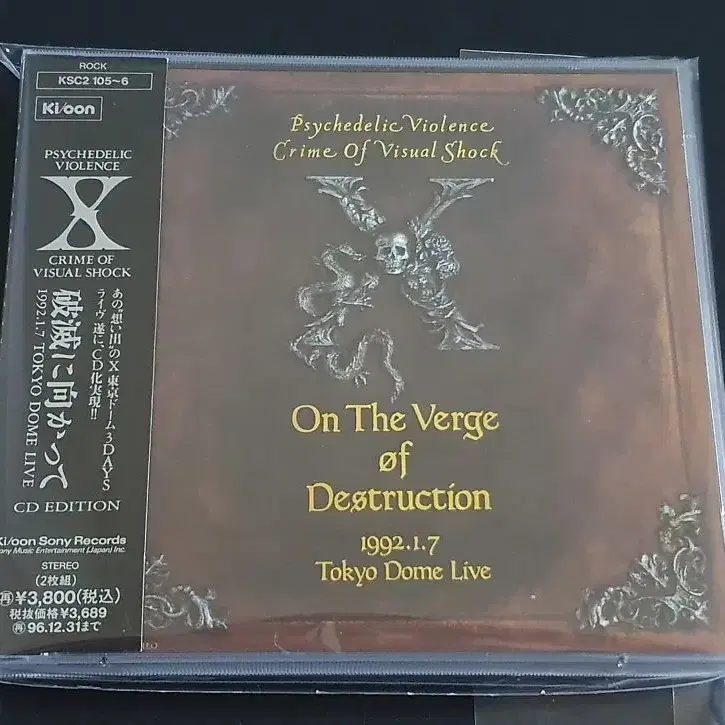 ROCK
KSC2 105~6
Ki/oon
PSYCHEDELIC
VIOLENCE
X
CRIME OF
VISUAL SHOCK
あの"想い出"のX東京ドーム3DAYS
ライヴ遂に、CD化実現!!
破滅に向かって
1992.1.7 TOKYO DOME LIVE
CD EDITION
Ki/oon Sony Records
Sony Music Entertainment (Japan) Inc.
STEREO
(2枚組)
再¥3,800(税込)
税抜価格¥3,689
再96.12.31まで
Psychedelic Violence
Crime Of Visual Shock
X
On The Verge
øf
Destruction
1992.1.7
Tokyo Dome Live